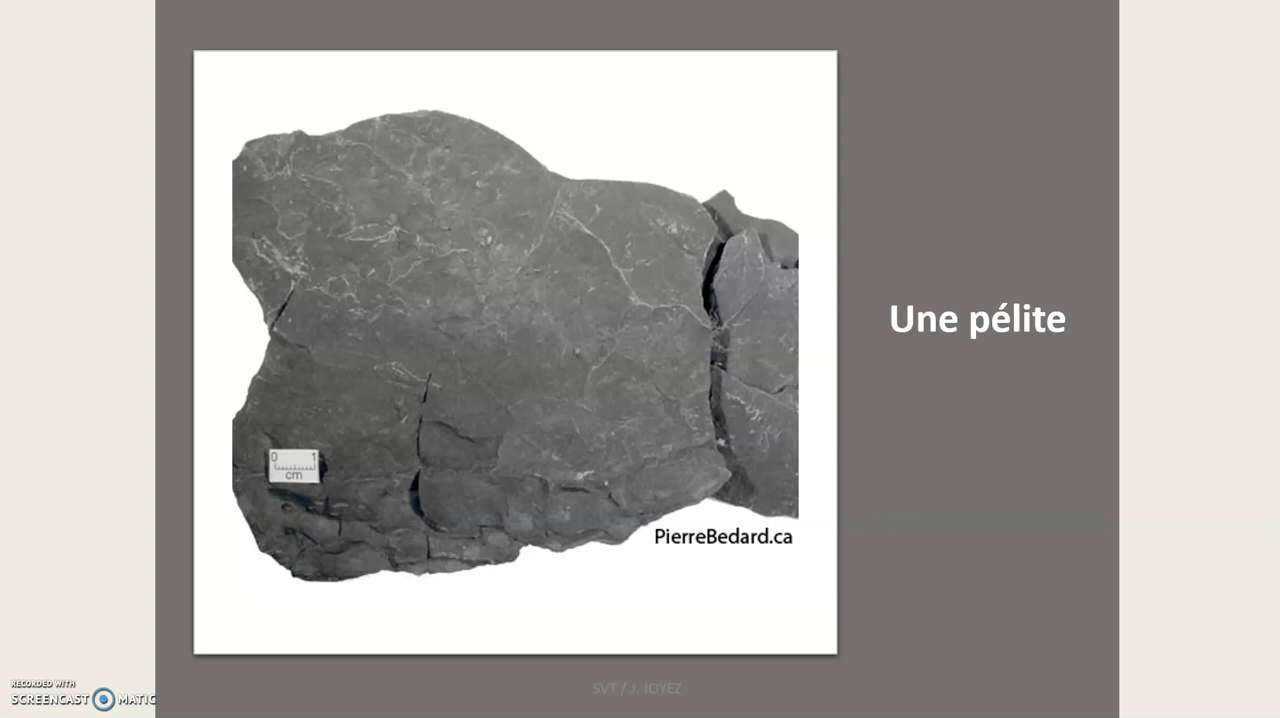 Une pélite
0 1
cm
PierreBedard.ca
SVT / J. JOYEZ
RECORDED WITH
SCREENCAST MATIC